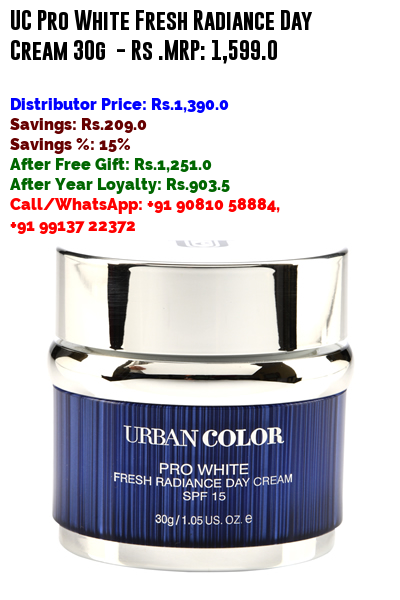 UC Pro White Fresh Radiance Day
Cream 30g - Rs .MRP: 1,599.0
Distributor Price: Rs.1,390.0
Savings: Rs.209.0
Savings %: 15%
After Free Gift: Rs.1,251.0
After Year Loyalty: Rs.903.5
Call/WhatsApp: +91 90810 58884,
+91 99137 22372
URBAN COLOR
PRO WHITE
FRESH RADIANCE DAY CREAM
SPF 15
30g / 1.05 US. OZ. e